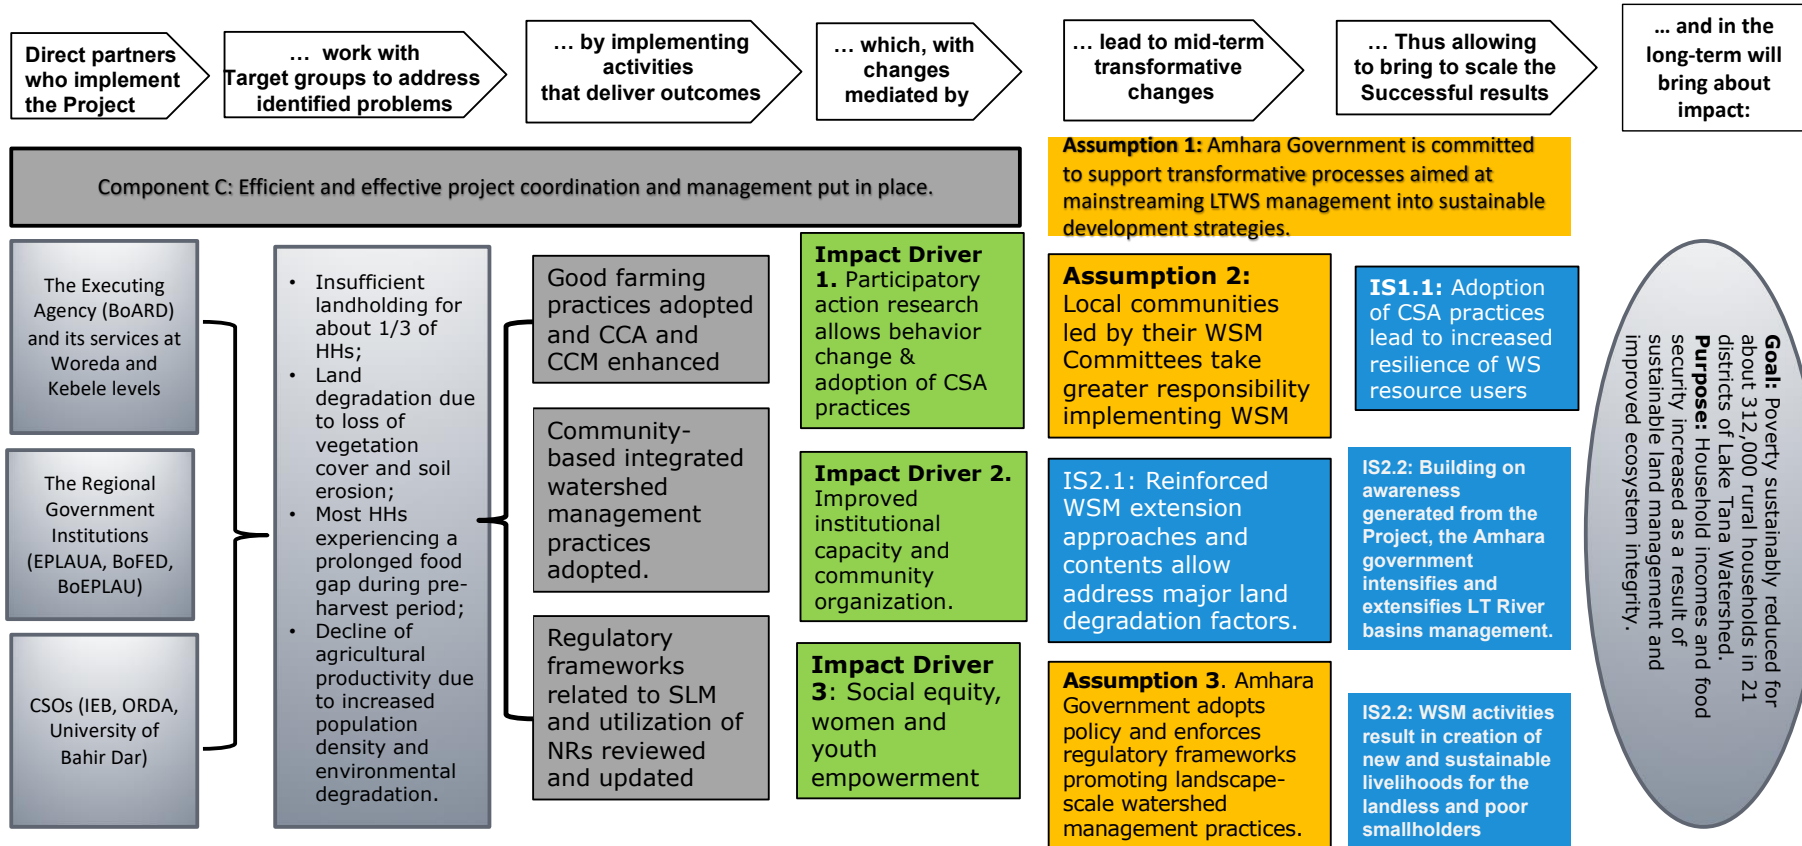 Direct partners
who implement
the Project
… work with
Target groups to address
identified problems
… by implementing
activities
that deliver outcomes
… which, with
changes
mediated by
… lead to mid-term
transformative
changes
… Thus allowing
to bring to scale the
Successful results
… and in the
long-term will
bring about
impact:
Component C: Efficient and effective project coordination and management put in place.
Assumption 1: Amhara Government is committed
to support transformative processes aimed at
mainstreaming LTWS management into sustainable
development strategies.
The Executing
Agency (BoARD)
and its services at
Woreda and
Kebele levels
The Regional
Government
Institutions
(EPLAUA, BoFED,
BoEPLAU)
CSOs (IEB, ORDA,
University of
Bahir Dar)
• Insufficient
landholding for
about 1/3 of
HHs;
• Land
degradation due
to loss of
vegetation
cover and soil
erosion;
• Most HHs
experiencing a
prolonged food
gap during pre-
harvest period;
• Decline of
agricultural
productivity due
to increased
population
density and
environmental
degradation.
Good farming
practices adopted
and CCA and
CCM enhanced
Community-
based integrated
watershed
management
practices
adopted.
Regulatory
frameworks
related to SLM
and utilization of
NRs reviewed
and updated
Impact Driver
1. Participatory
action research
allows behavior
change &
adoption of CSA
practices
Impact Driver 2.
Improved
institutional
capacity and
community
organization.
Impact Driver
3: Social equity,
women and
youth
empowerment
Assumption 2:
Local communities
led by their WSM
Committees take
greater responsibility
implementing WSM
IS2.1: Reinforced
WSM extension
approaches and
contents allow
address major land
degradation factors.
Assumption 3. Amhara
Government adopts
policy and enforces
regulatory frameworks
promoting landscape-
scale watershed
management practices.
IS1.1: Adoption
of CSA practices
lead to increased
resilience of WS
resource users
IS2.2: Building on
awareness
generated from the
Project, the Amhara
government
intensifies and
extensifies LT River
basins management.
IS2.2: WSM activities
result in creation of
new and sustainable
livelihoods for the
landless and poor
smallholders
Goal: Poverty sustainably reduced for
about 312,000 rural households in 21
districts of Lake Tana Watershed.
Purpose: Household incomes and food
security increased as a result of
sustainable land management and
improved ecosystem integrity.